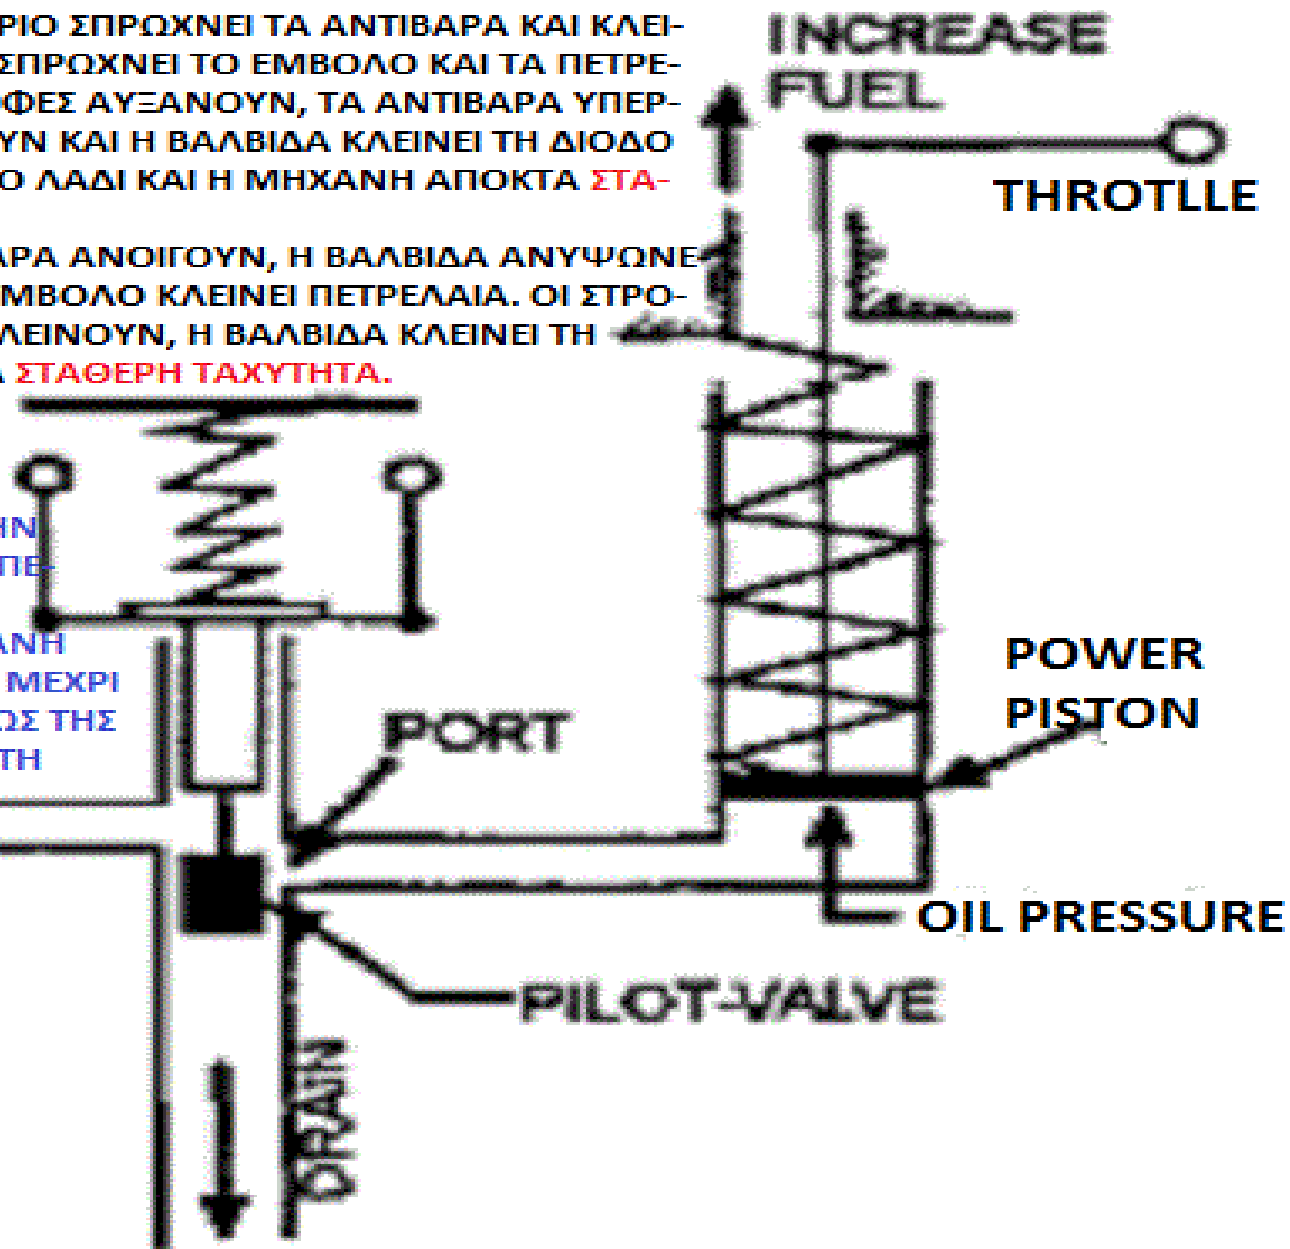 ΡΙΟ ΣΠΡΩΧΝΕΙ ΤΑ ΑΝΤΙΒΑΡΑ ΚΑΙ ΚΛΕΙ-
ΣΠΡΩΧΝΕΙ ΤΟ ΕΜΒΟΛΟ ΚΑΙ ΤΑ ΠΕΤΡΕ-
ΦΕΣ ΑΥΞΑΝΟΥΝ, ΤΑ ΑΝΤΙΒΑΡΑ ΥΠΕΡ-
ΥΝ ΚΑΙ Η ΒΑΛΒΙΔΑ ΚΛΕΙΝΕΙ ΤΗ ΔΙΟΔΟ
Ο ΛΑΔΙ ΚΑΙ Η ΜΗΧΑΝΗ ΑΠΟΚΤΑ ΣΤΑ-
ΑΡΑ ΑΝΟΙΓΟΥΝ, Η ΒΑΛΒΙΔΑ ΑΝΥΨΩΝΕ
ΜΒΟΛΟ ΚΛΕΙΝΕΙ ΠΕΤΡΕΛΑΙΑ. ΟΙ ΣΤΡΟ-
ΛΕΙΝΟΥΝ, Η ΒΑΛΒΙΔΑ ΚΛΕΙΝΕΙ ΤΗ
Α ΣΤΑΘΕΡΗ ΤΑΧΥΤΗΤΑ.
INCREASE
FUEL
THROTLLE
ΗΝ
ΠΕ-
ΑΝΗ
ΜΕΧΡΙ
ΩΣ ΤΗΣ
ΤΗ
PORT
POWER
PISTON
OIL PRESSURE
PILOT-VALVE
DRAIN